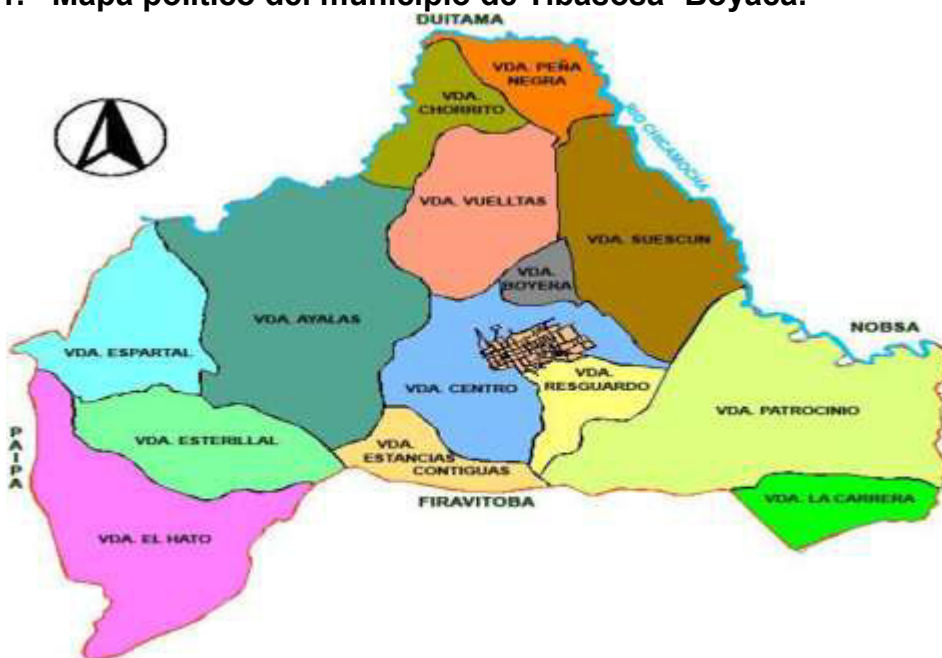 Mapa político del municipio de Tibasosa- Boyacá.
DUITAMA
VDA. PEÑA
NEGRA
VDA.
CHORRITO
RIO CHICAMOCHA
VDA. VUELLTAS
VDA. SUESCUN
VDA.
BOYERA
VDA. AYALAS
NOBSA
VDA. ESPARTAL
VDA. CENTRO
VDA.
RESGUARDO
VDA. PATROCINIO
PAIPA
VDA. ESTERILLAL
VDA.
ESTANCIAS
CONTIGUAS
FIRAVITOBA
VDA. LA CARRERA
VDA. EL HATO